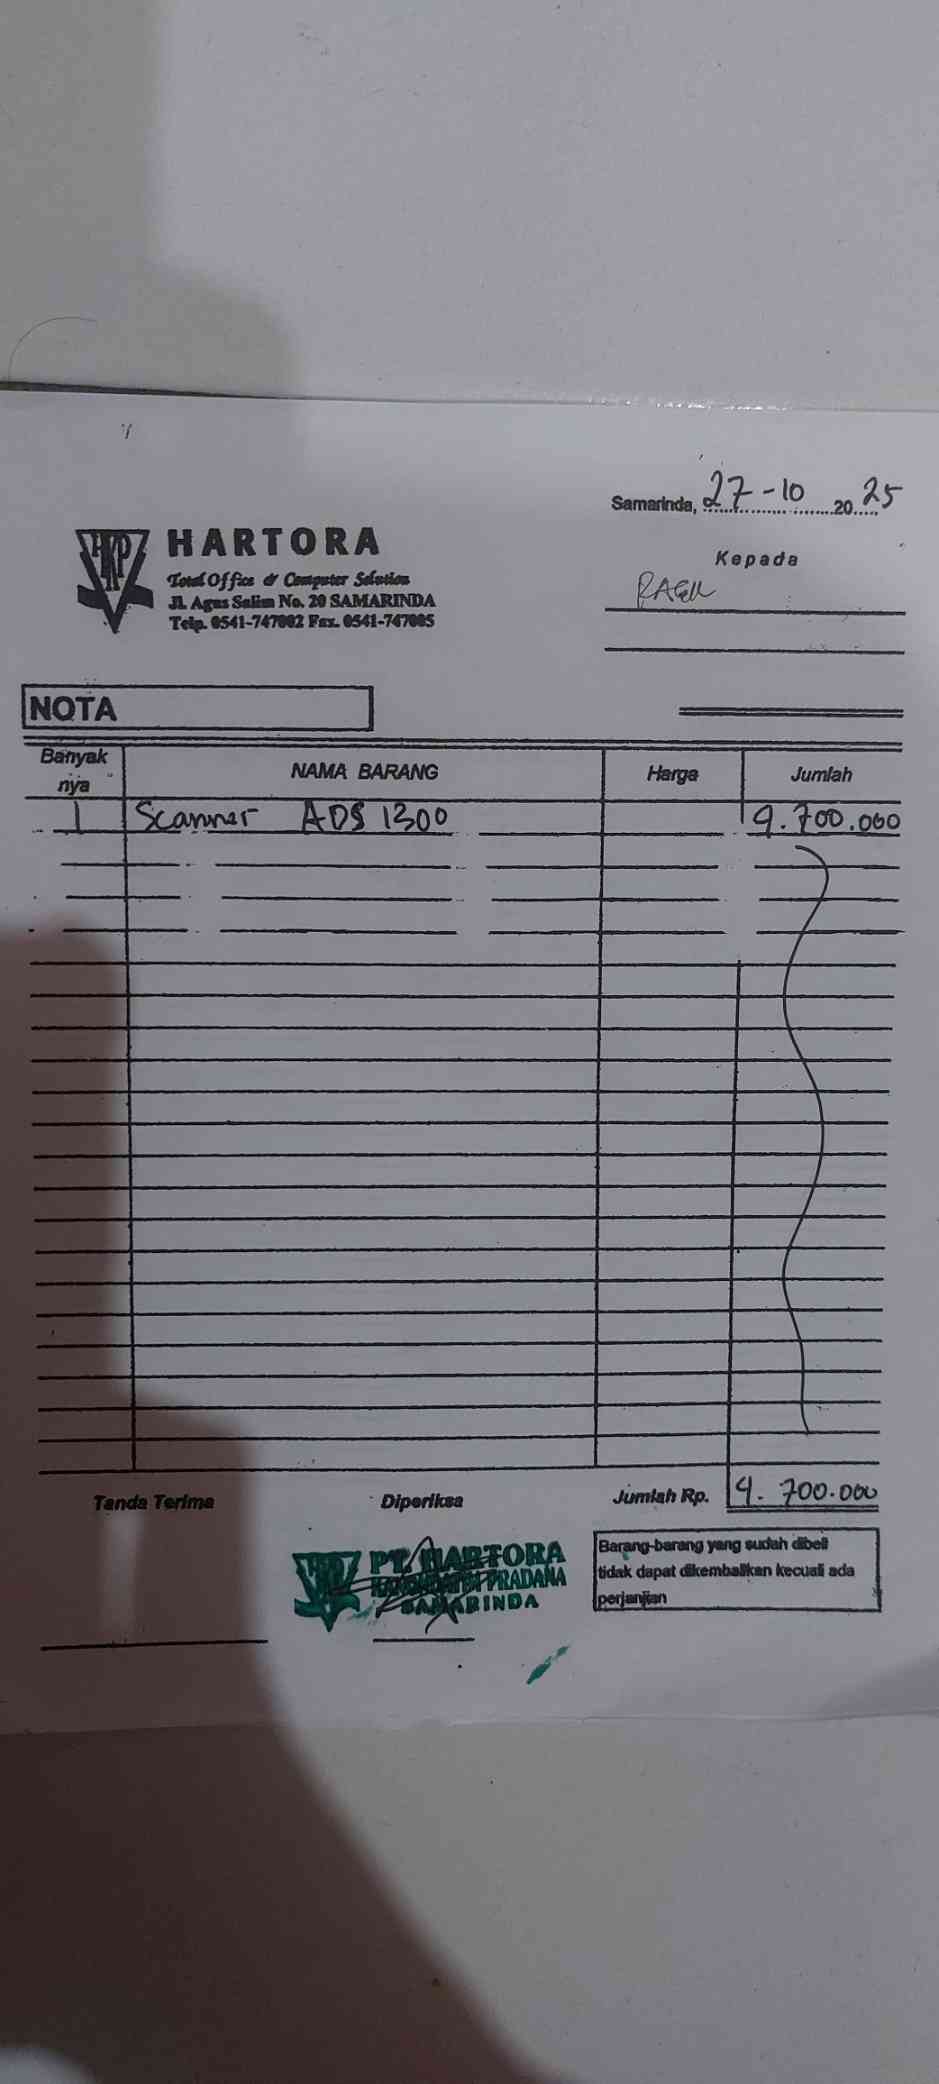 Samarinda, 27-10 2025
HARTORA
Total Office & Computer Solution
Jl. Agus Salim No. 20 SAMARINDA
Telp. 0541-747002 Fax. 0541-747005
Kepada
NOTA
Banyak nya NAMA BARANG Harga Jumlah
1 Scanner ADS 1300 9.700.000
Tanda Terima Diperiksa Jumlah Rp. 9.700.000
PT. HARTORA
PRADANA
SAMARINDA
Barang-barang yang sudah dibeli
tidak dapat dikembalikan kecuali ada
perjanjian